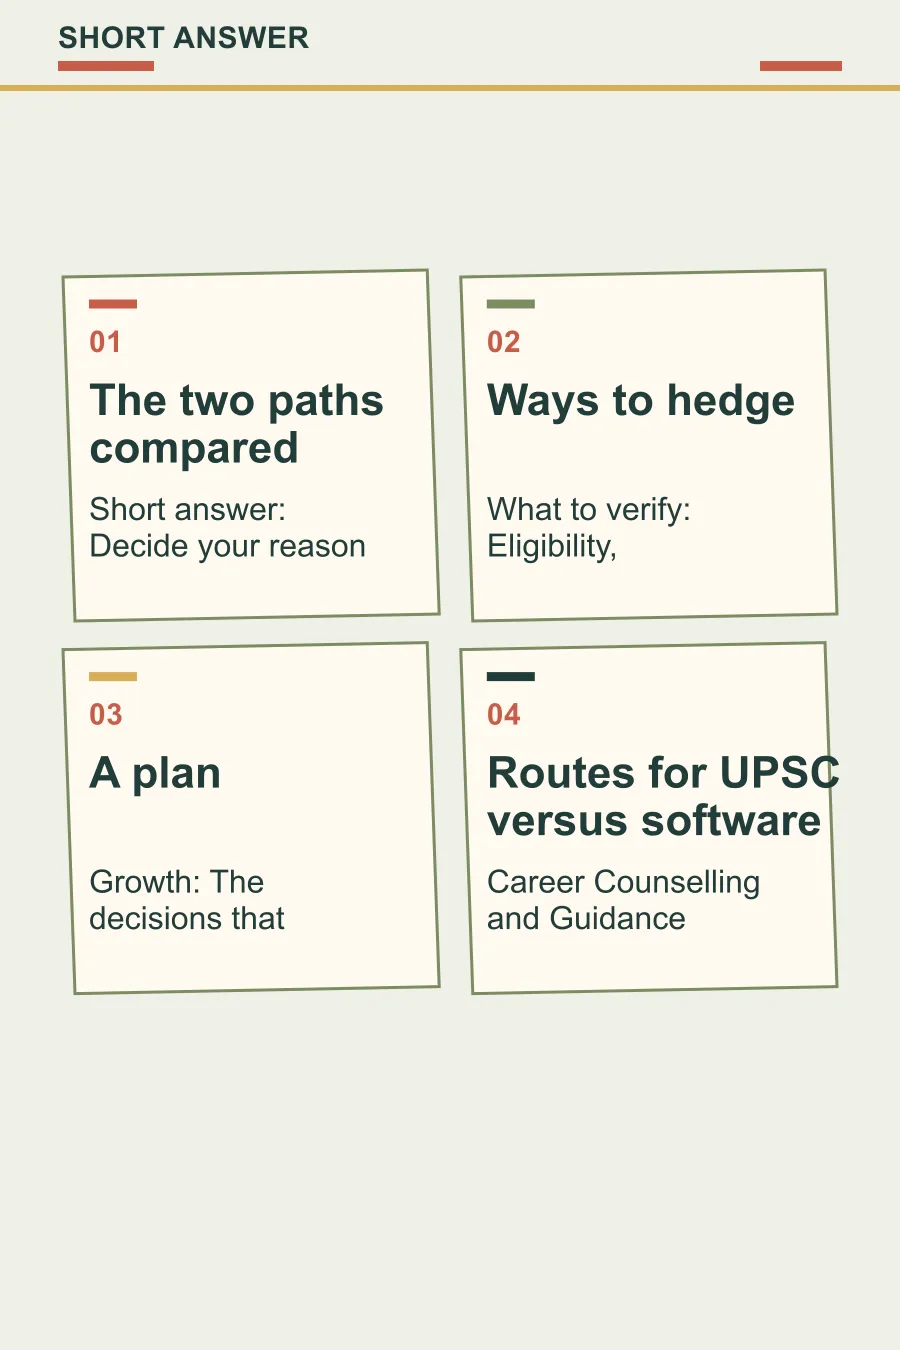 SHORT ANSWER
01
The two paths
compared
Short answer:
Decide your reason
02
Ways to hedge
What to verify:
Eligibility,
03
A plan
Growth: The
decisions that
04
Routes for UPSC
versus software
Career Counselling
and Guidance